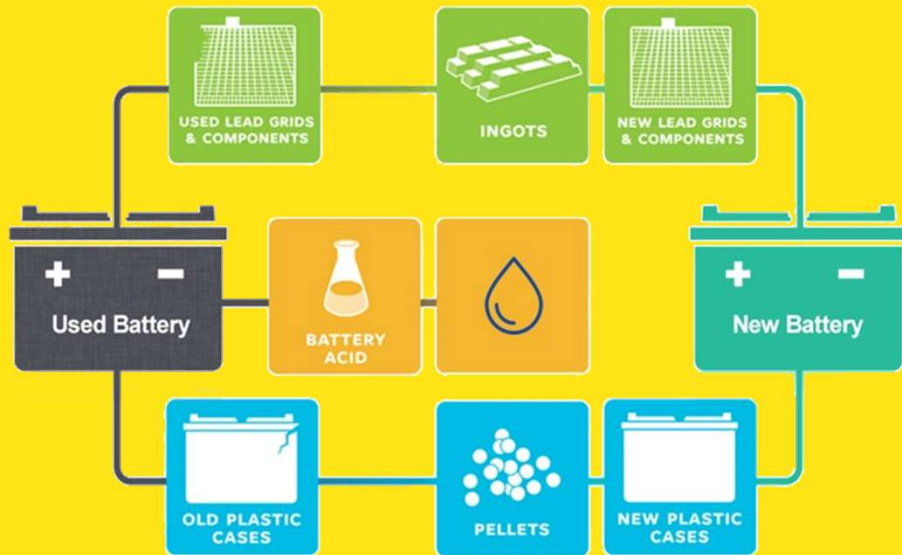 USED LEAD GRIDS
& COMPONENTS
INGOTS
NEW LEAD GRIDS
& COMPONENTS
+ −
Used Battery
BATTERY
ACID
+ −
New Battery
OLD PLASTIC
CASES
PELLETS
NEW PLASTIC
CASES